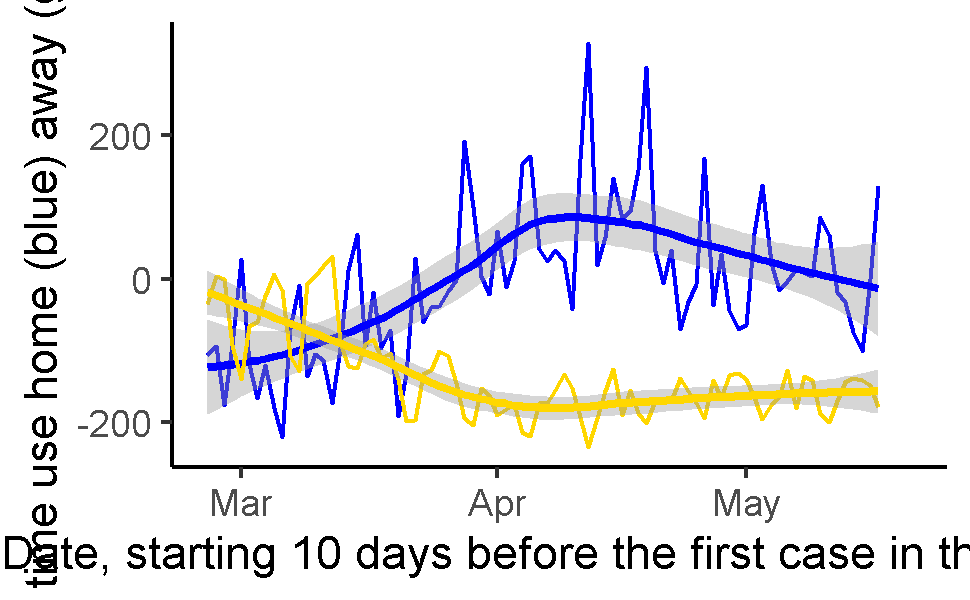 time use home (blue) away (
200
0
-200
Mar Apr May
Date, starting 10 days before the first case in th